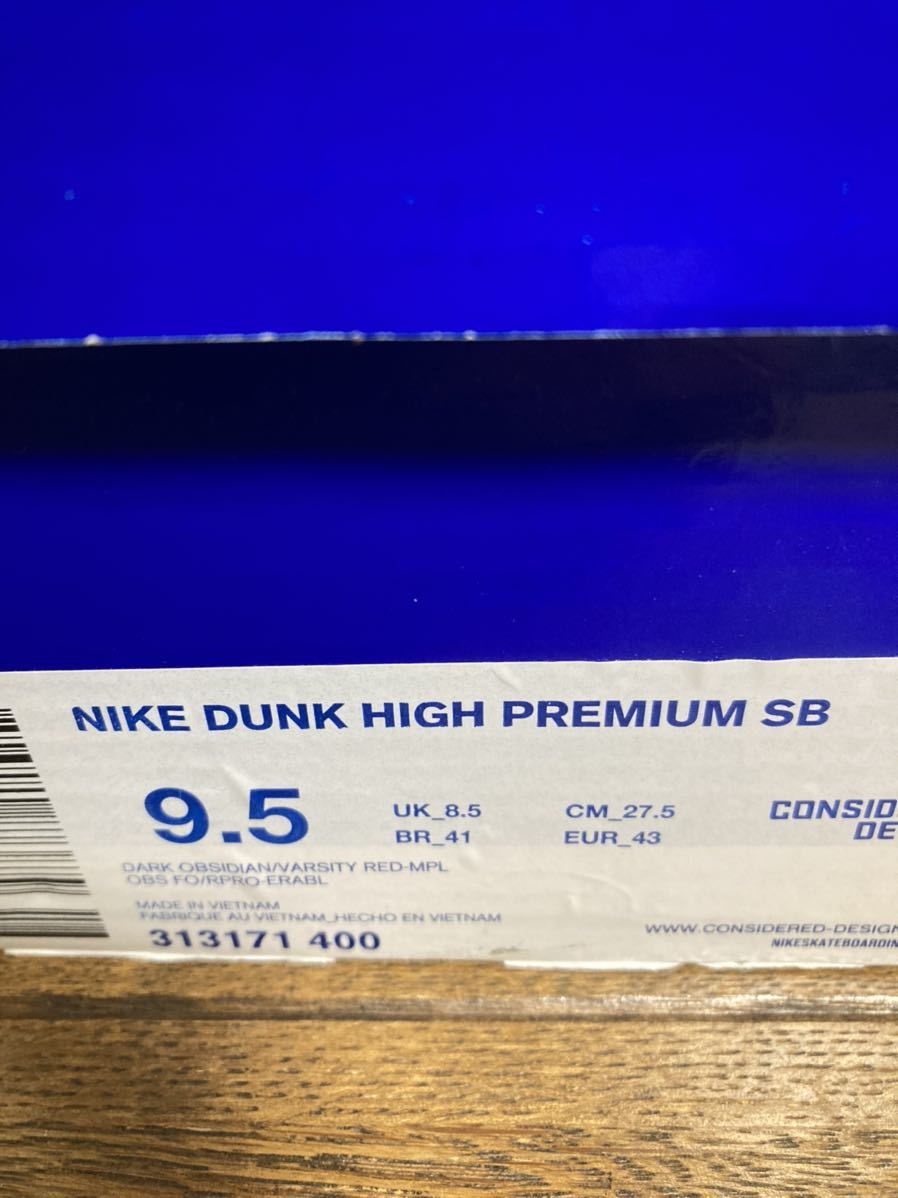 NIKE DUNK HIGH PREMIUM SB
9.5
UK_8.5
CM_27.5
BR_41
EUR_43
CONSID
DE
DARK OBSIDIAN/VARSITY RED-MPL
OBS FO/RPRO-ERABL
MADE IN VIETNAM
FABRIQUE AU VIETNAM_HECHO EN VIETNAM
313171 400
WWW.CONSIDERED-DESIGN
NIKESKATEBOARDIN